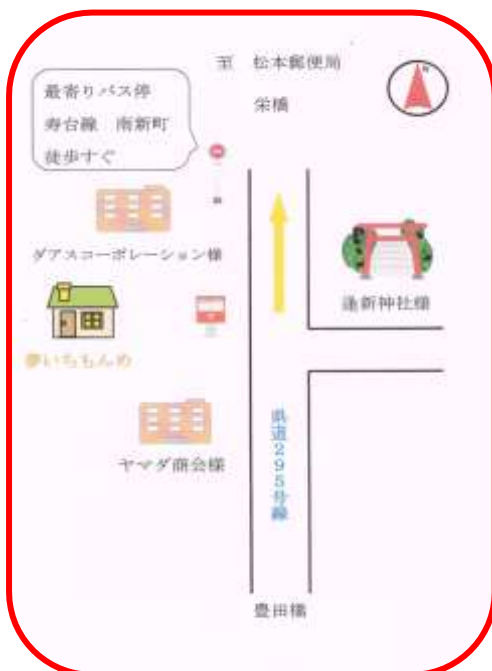 至 松本郵便局
栄橋
N
最寄りバス停
寿台線 南新町
徒歩すぐ
ダアスコーポレーション様
逢新神社様
夢いちもんめ
ヤマダ商会様
県道295号線
豊田橋